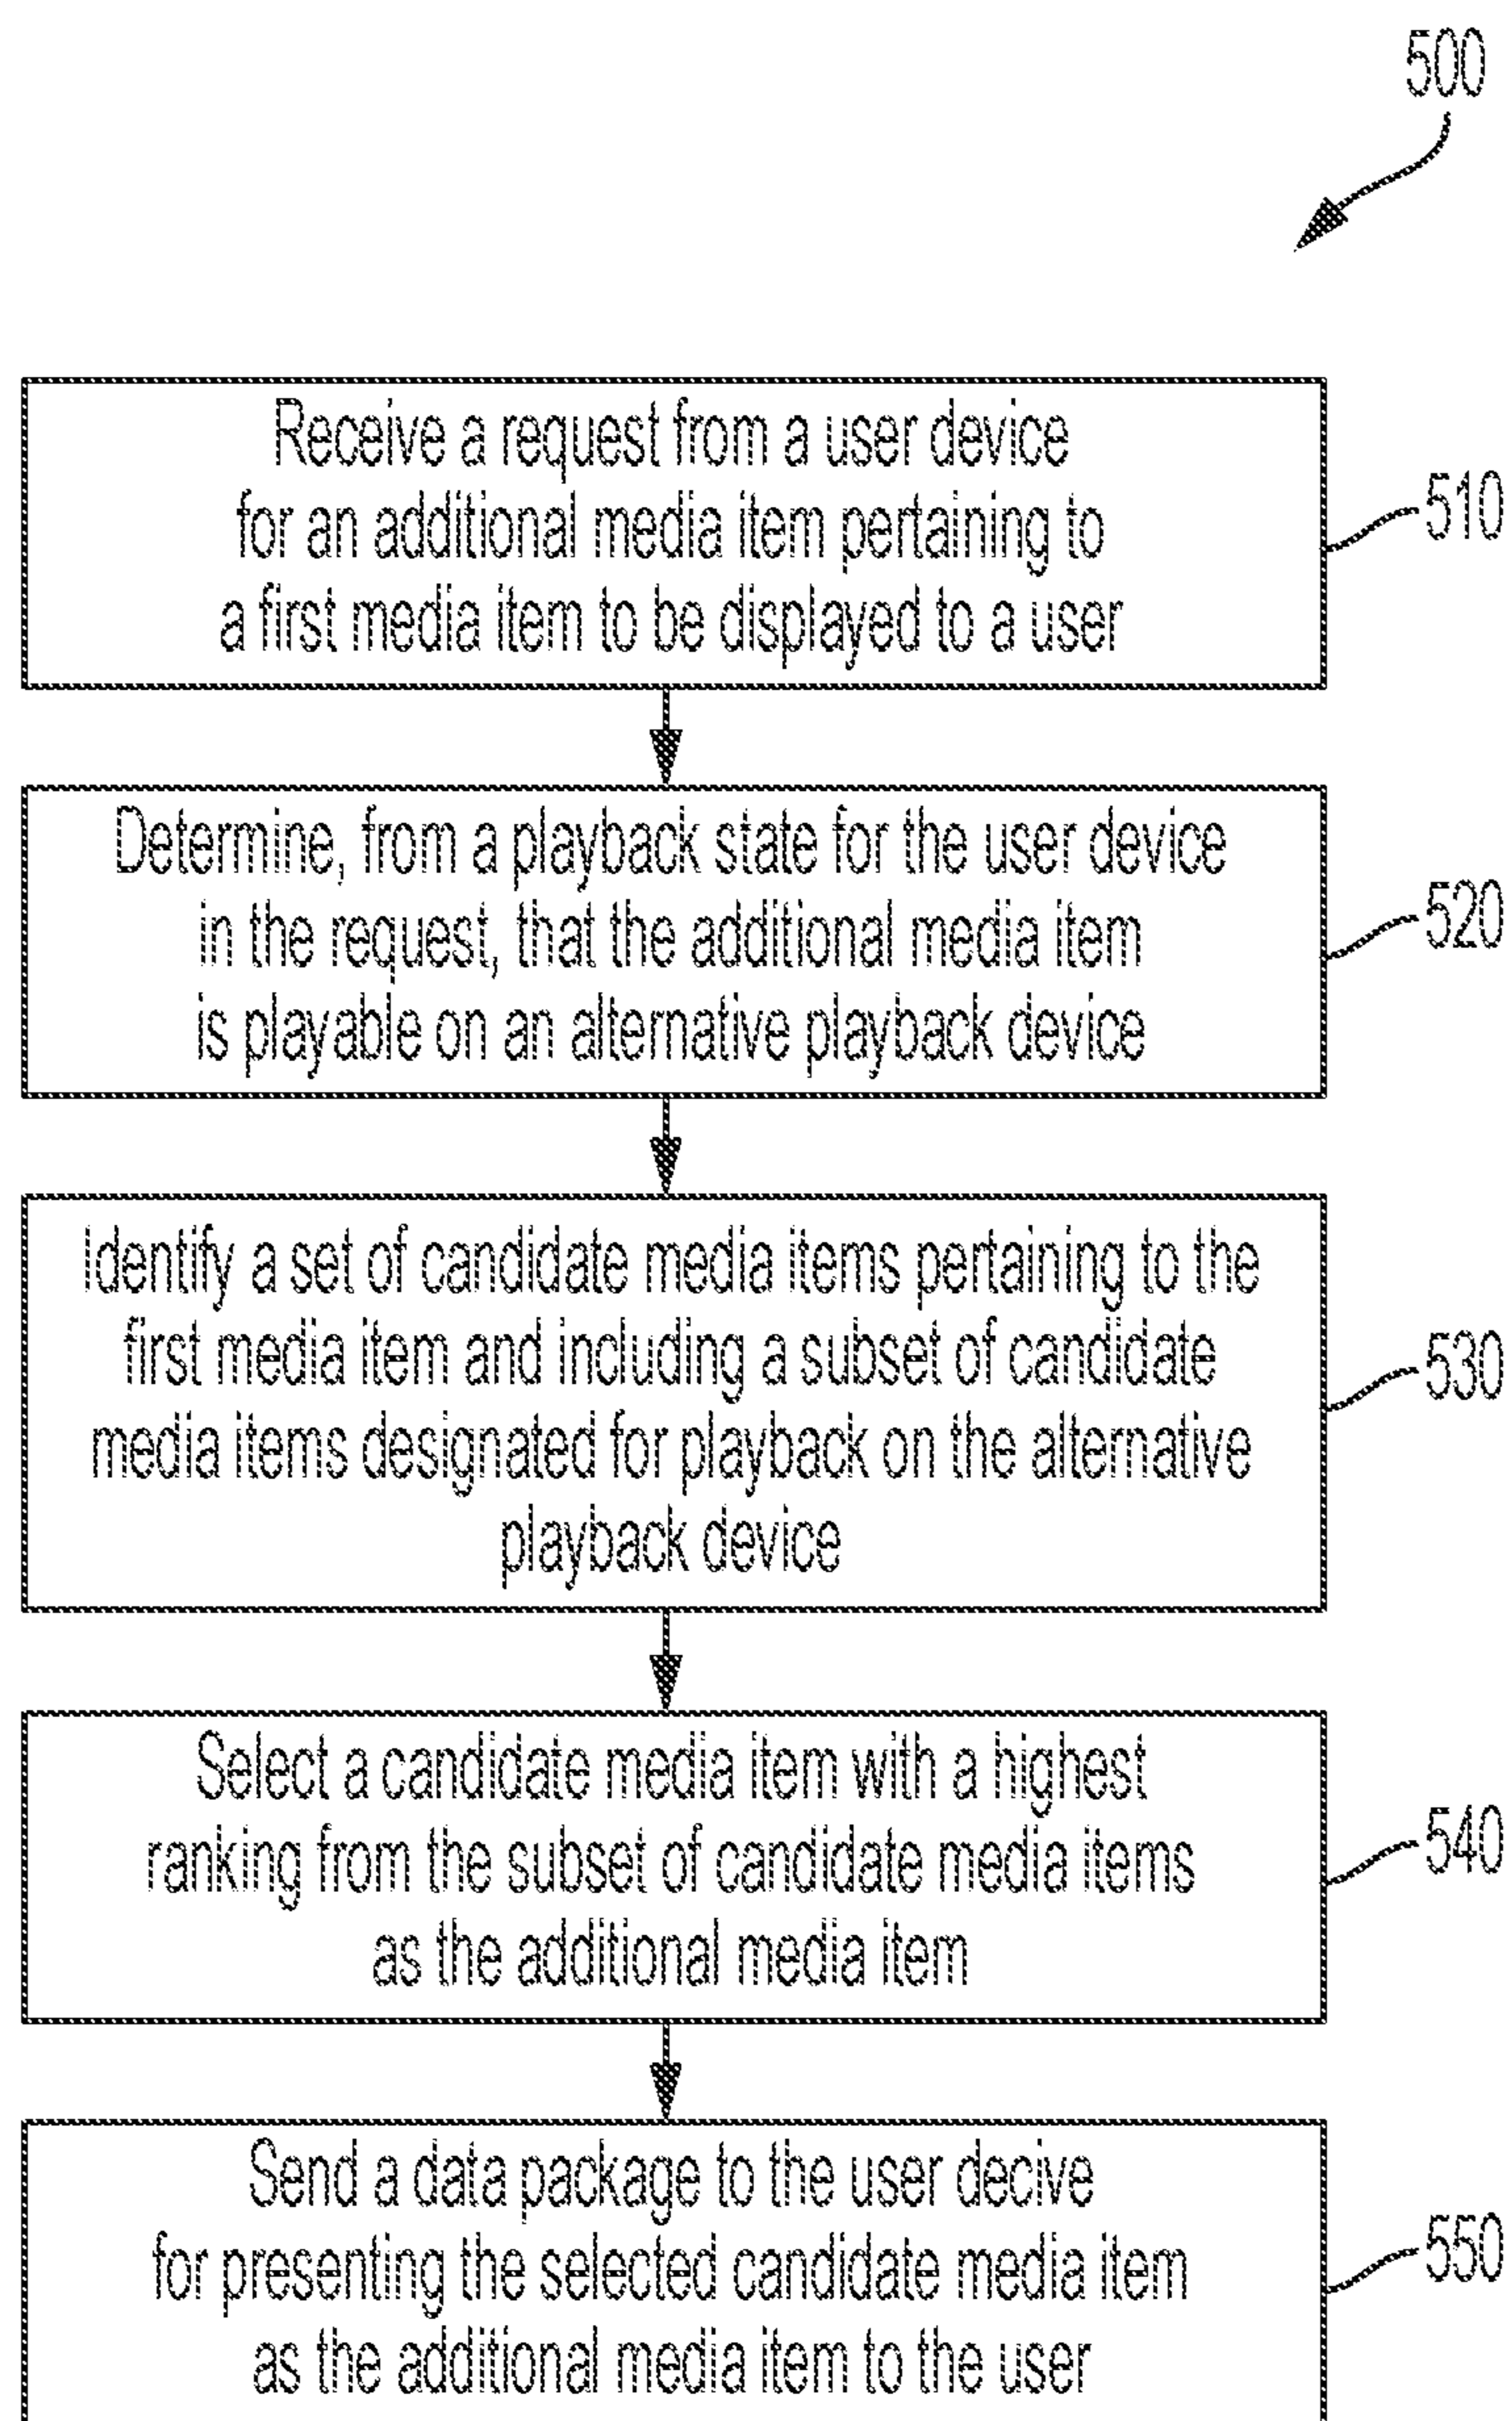 500
Receive a request from a user device
for an additional media item pertaining to
a first media item to be displayed to a user
510
Determine, from a playback state for the user device
in the request, that the additional media item
is playable on an alternative playback device
520
Identify a set of candidate media items pertaining to the
first media item and including a subset of candidate
media items designated for playback on the alternative
playback device
530
Select a candidate media item with a highest
ranking from the subset of candidate media items
as the additional media item
540
Send a data package to the user decive
for presenting the selected candidate media item
as the additional media item to the user
550